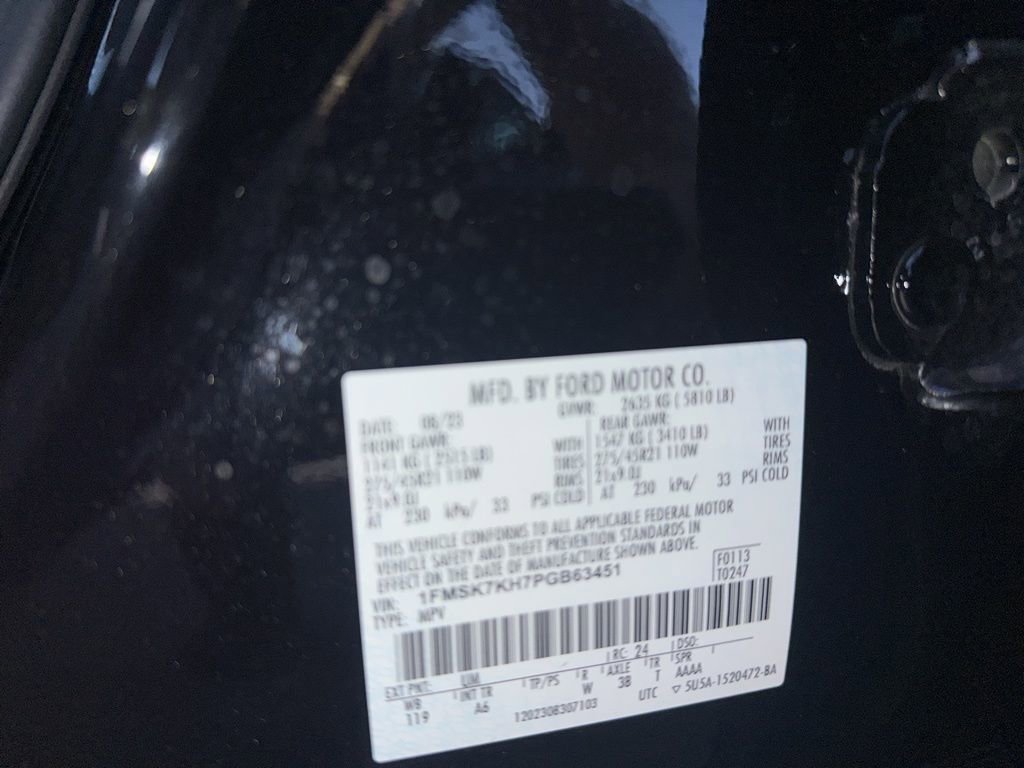 MFD. BY FORD MOTOR CO.
DATE: 06/23 GVWR: 2635 KG ( 5810 LB)
FRONT GAWR: REAR GAWR:
1141 KG ( 2515 LB) WITH 1547 KG ( 3410 LB) WITH
275/45R21 110W TIRES 275/45R21 110W TIRES
21x9.0J RIMS 21x9.0J RIMS
AT 230 kPa/ 33 PSI COLD AT 230 kPa/ 33 PSI COLD
THIS VEHICLE CONFORMS TO ALL APPLICABLE FEDERAL MOTOR
VEHICLE SAFETY AND THEFT PREVENTION STANDARDS IN
EFFECT ON THE DATE OF MANUFACTURE SHOWN ABOVE.
VIN: 1FMSK7KH7PGB63451 F0113
TYPE: MPV T0247
EXT PNT: UM RC: 24 DSO:
WB INT TR TP/PS R AXLE TR SPR
119 A6 W 3B T AAAA
1202308307103 UTC ▽ 5U5A-1520472-BA